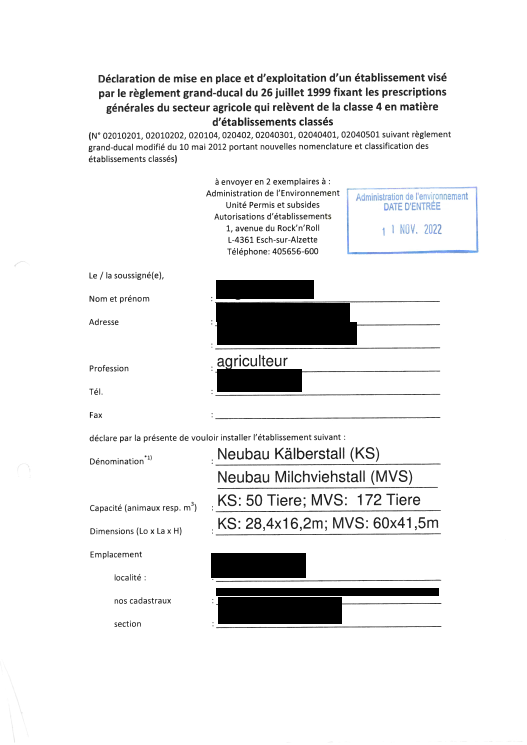 Déclaration de mise en place et d'exploitation d'un établissement visé
par le règlement grand-ducal du 26 juillet 1999 fixant les prescriptions
générales du secteur agricole qui relèvent de la classe 4 en matière
d'établissements classés
(N° 02010201, 02010202, 020104, 020402, 02040301, 02040401, 02040501 suivant règlement
grand-ducal modifié du 10 mai 2012 portant nouvelles nomenclature et classification des
établissements classés)
à envoyer en 2 exemplaires à :
Administration de l'Environnement
Unité Permis et subsides
Autorisations d'établissements
1, avenue du Rock'n'Roll
L-4361 Esch-sur-Alzette
Téléphone: 405656-600
Administration de l'environnement
DATE D'ENTRÉE
1 1 NOV. 2022
Le / la soussigné(e),
Nom et prénom :
Adresse :
:
Profession : agriculteur
Tél. :
Fax :
déclare par la présente de vouloir installer l'établissement suivant :
Dénomination*1) : Neubau Kälberstall (KS)
Neubau Milchviehstall (MVS)
Capacité (animaux resp. m3) : KS: 50 Tiere; MVS: 172 Tiere
Dimensions (Lo x La x H) : KS: 28,4x16,2m; MVS: 60x41,5m
Emplacement
localité :
nos cadastraux :
section :